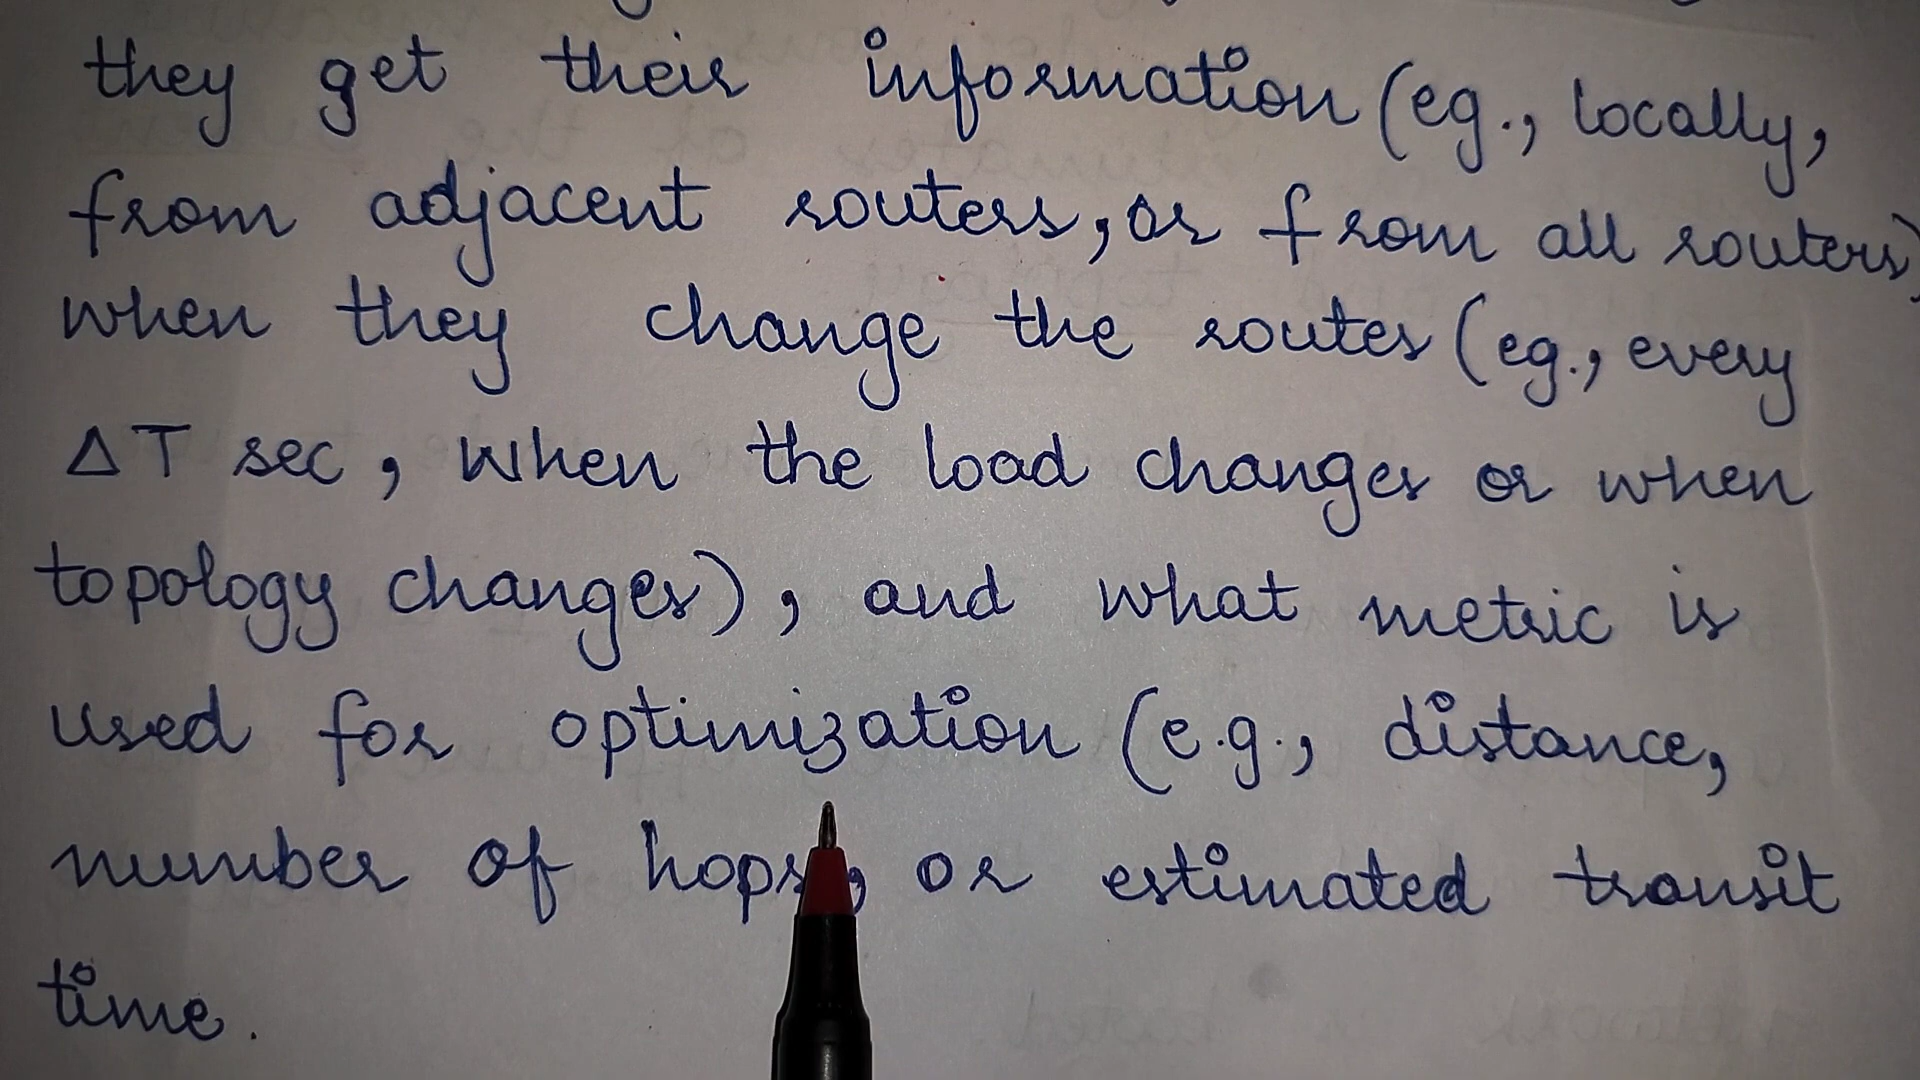 they get their information (eg., locally,
from adjacent routers, or from all routers)
when they change the routes (eg., every
ΔT sec, when the load changes or when
topology changes), and what metric is
used for optimization (e.g., distance,
number of hops, or estimated transit
time.